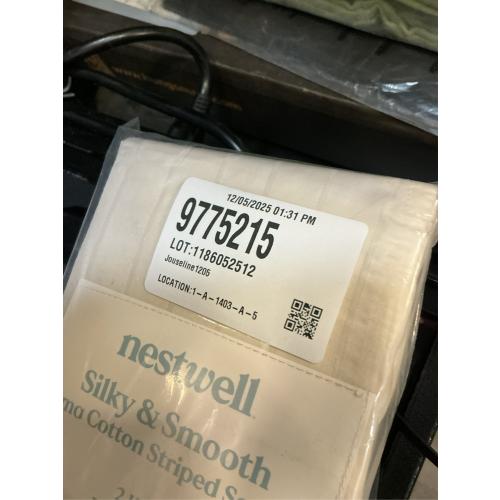 12/05/2025 01:31 PM
9775215
LOT:1186052512
Jouseline1205
LOCATION:1-A-1403-A-5
nestwell
Silky & Smooth
Cotton Striped